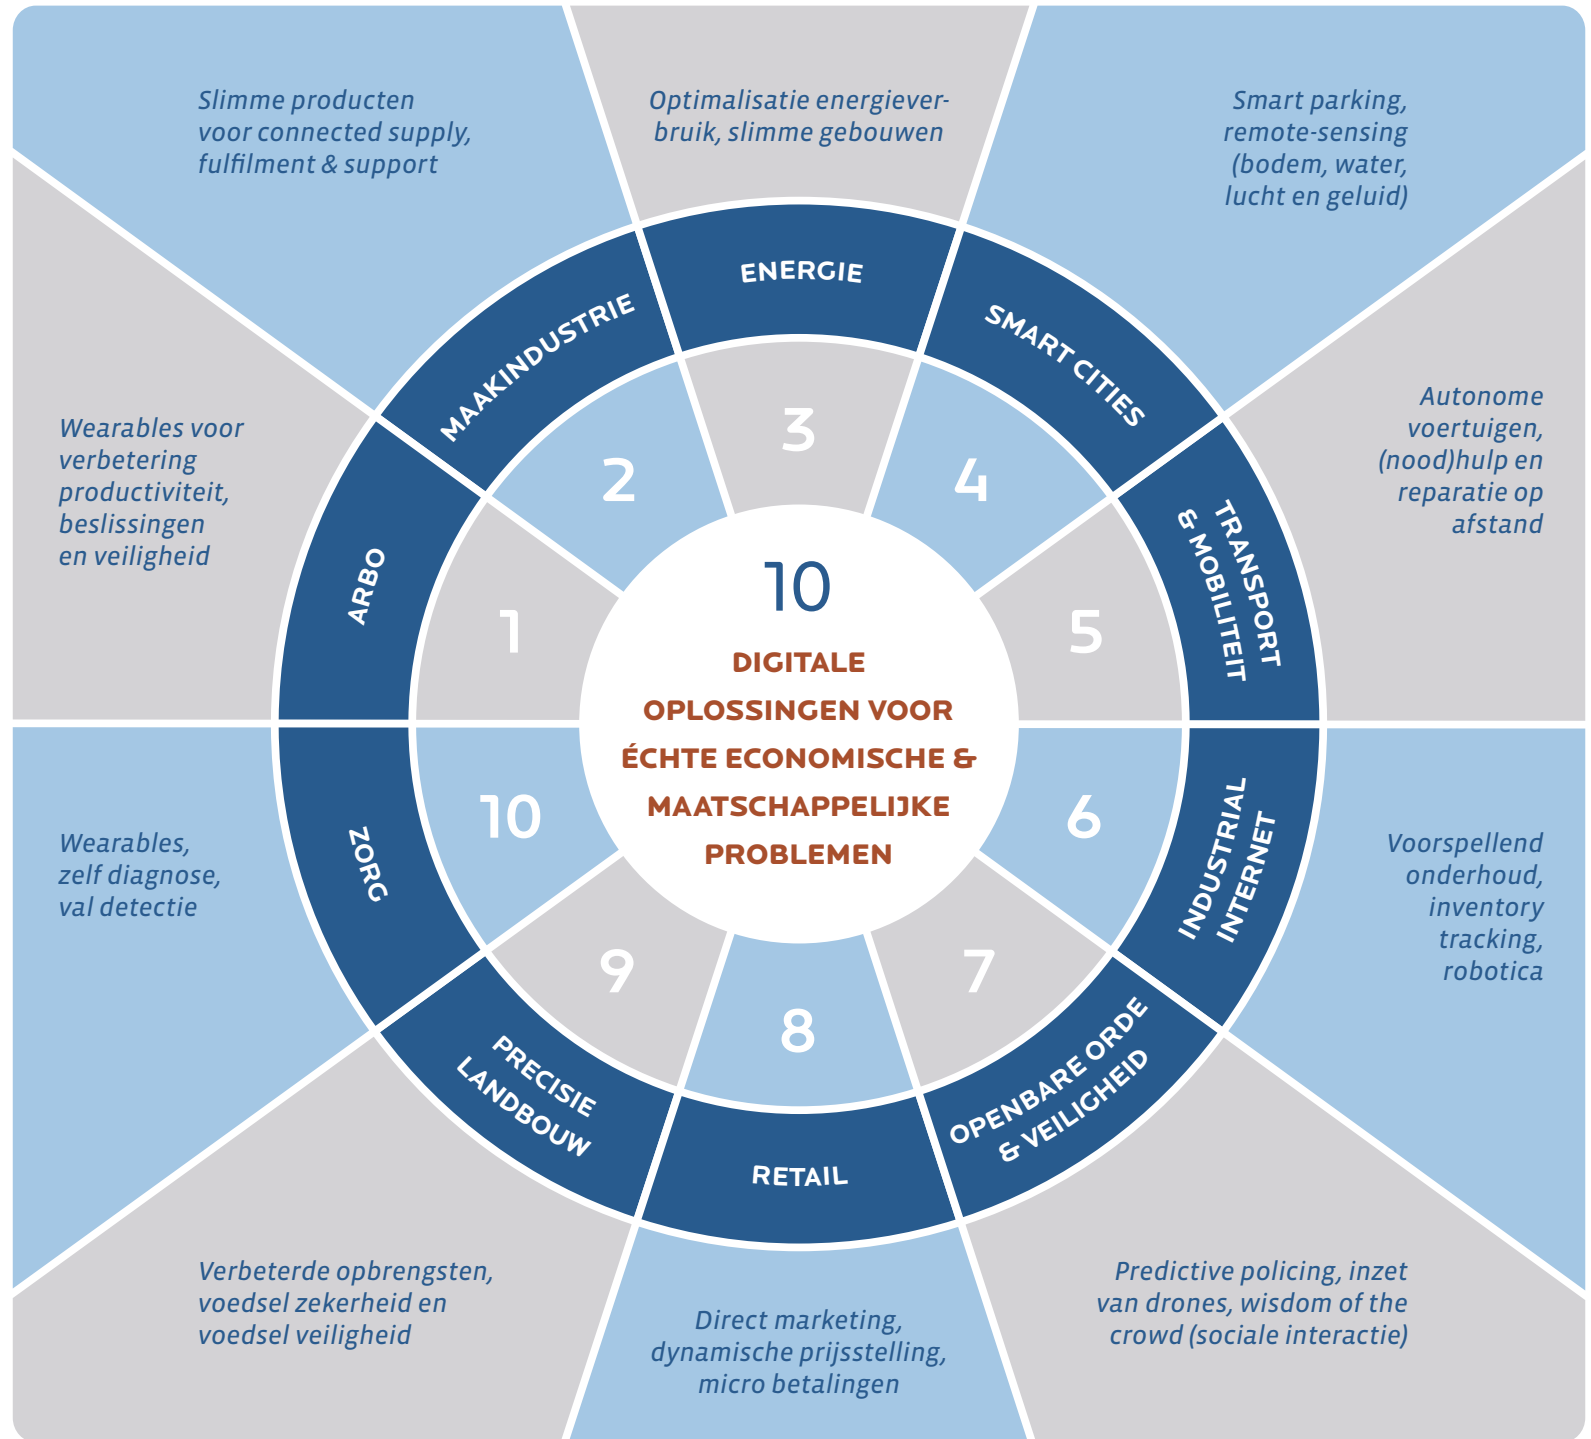 10
DIGITALE
OPLOSSINGEN VOOR
ÉCHTE ECONOMISCHE &
MAATSCHAPPELIJKE
PROBLEMEN
1
ARBO
Wearables voor
verbetering
productiviteit,
beslissingen
en veiligheid
2
MAAKINDUSTRIE
Slimme producten
voor connected supply,
fulfilment & support
3
ENERGIE
Optimalisatie energiever-
bruik, slimme gebouwen
4
SMART CITIES
Smart parking,
remote-sensing
(bodem, water,
lucht en geluid)
5
TRANSPORT
& MOBILITEIT
Autonome
voertuigen,
(nood)hulp en
reparatie op
afstand
6
INDUSTRIAL
INTERNET
Voorspellend
onderhoud,
inventory
tracking,
robotica
7
OPENBARE ORDE
& VEILIGHEID
Predictive policing, inzet
van drones, wisdom of the
crowd (sociale interactie)
8
RETAIL
Direct marketing,
dynamische prijsstelling,
micro betalingen
9
PRECISIE
LANDBOUW
Verbeterde opbrengsten,
voedsel zekerheid en
voedsel veiligheid
10
ZORG
Wearables,
zelf diagnose,
val detectie